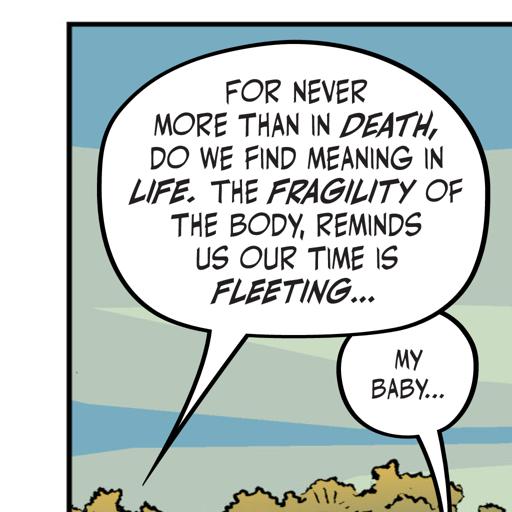 FOR NEVER
MORE THAN IN DEATH,
DO WE FIND MEANING IN
LIFE. THE FRAGILITY OF
THE BODY, REMINDS
US OUR TIME IS
FLEETING...
MY
BABY...